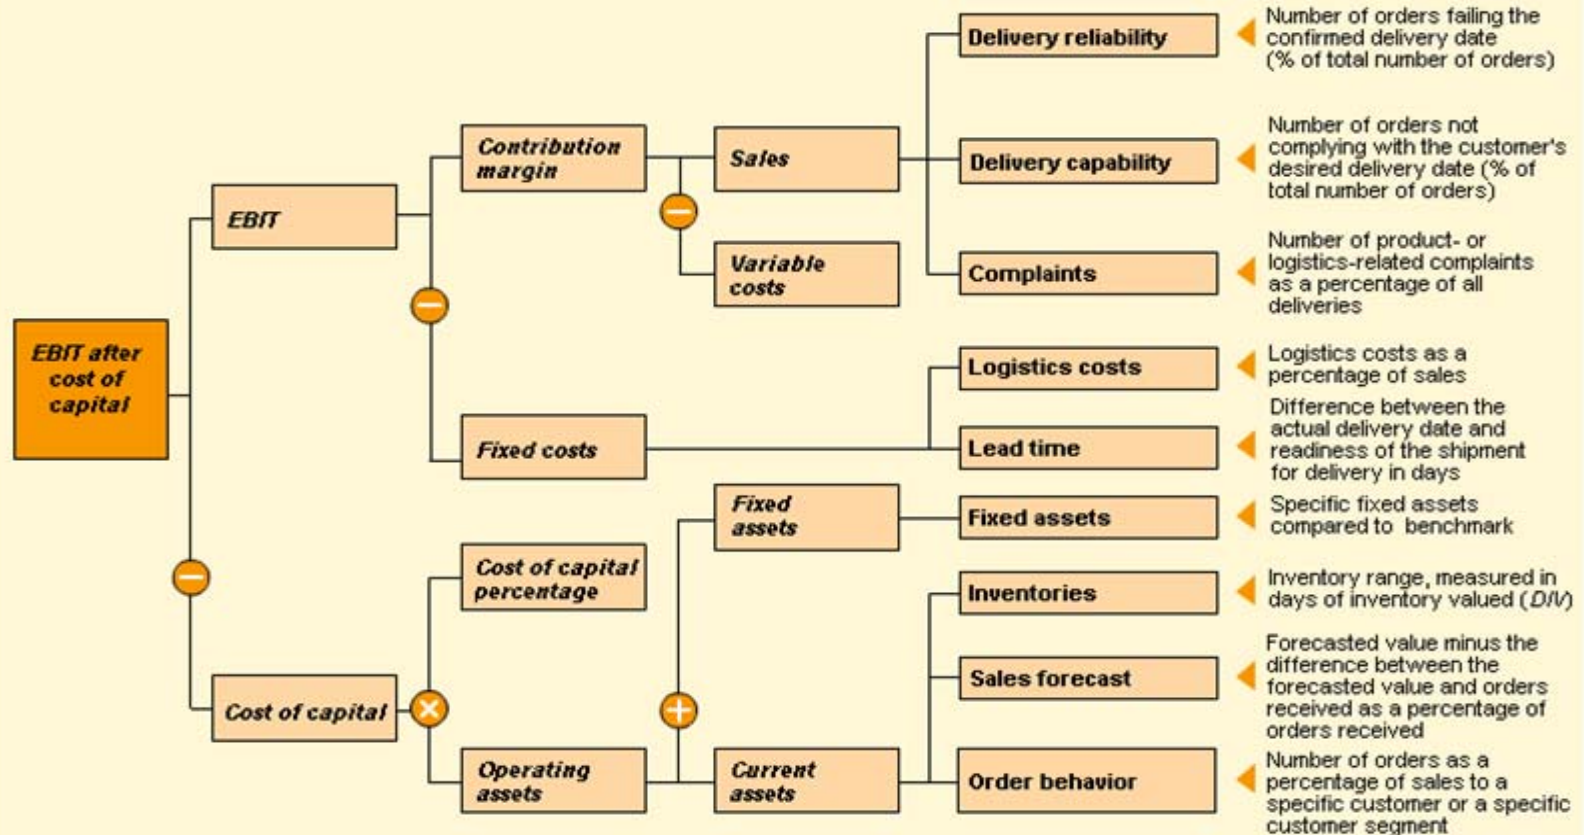 EBIT after
cost of
capital
EBIT
Cost of capital
Contribution
margin
Fixed costs
Cost of capital
percentage
Operating
assets
Sales
Variable
costs
Fixed
assets
Current
assets
Delivery reliability
Number of orders failing the
confirmed delivery date
(% of total number of orders)
Delivery capability
Number of orders not
complying with the customer's
desired delivery date (% of
total number of orders)
Complaints
Number of product- or
logistics-related complaints
as a percentage of all
deliveries
Logistics costs
Logistics costs as a
percentage of sales
Lead time
Difference between the
actual delivery date and
readiness of the shipment
for delivery in days
Fixed assets
Specific fixed assets
compared to benchmark
Inventories
Inventory range, measured in
days of inventory valued (DIV)
Sales forecast
Forecasted value minus the
difference between the
forecasted value and orders
received as a percentage of
orders received
Order behavior
Number of orders as a
percentage of sales to a
specific customer or a specific
customer segment